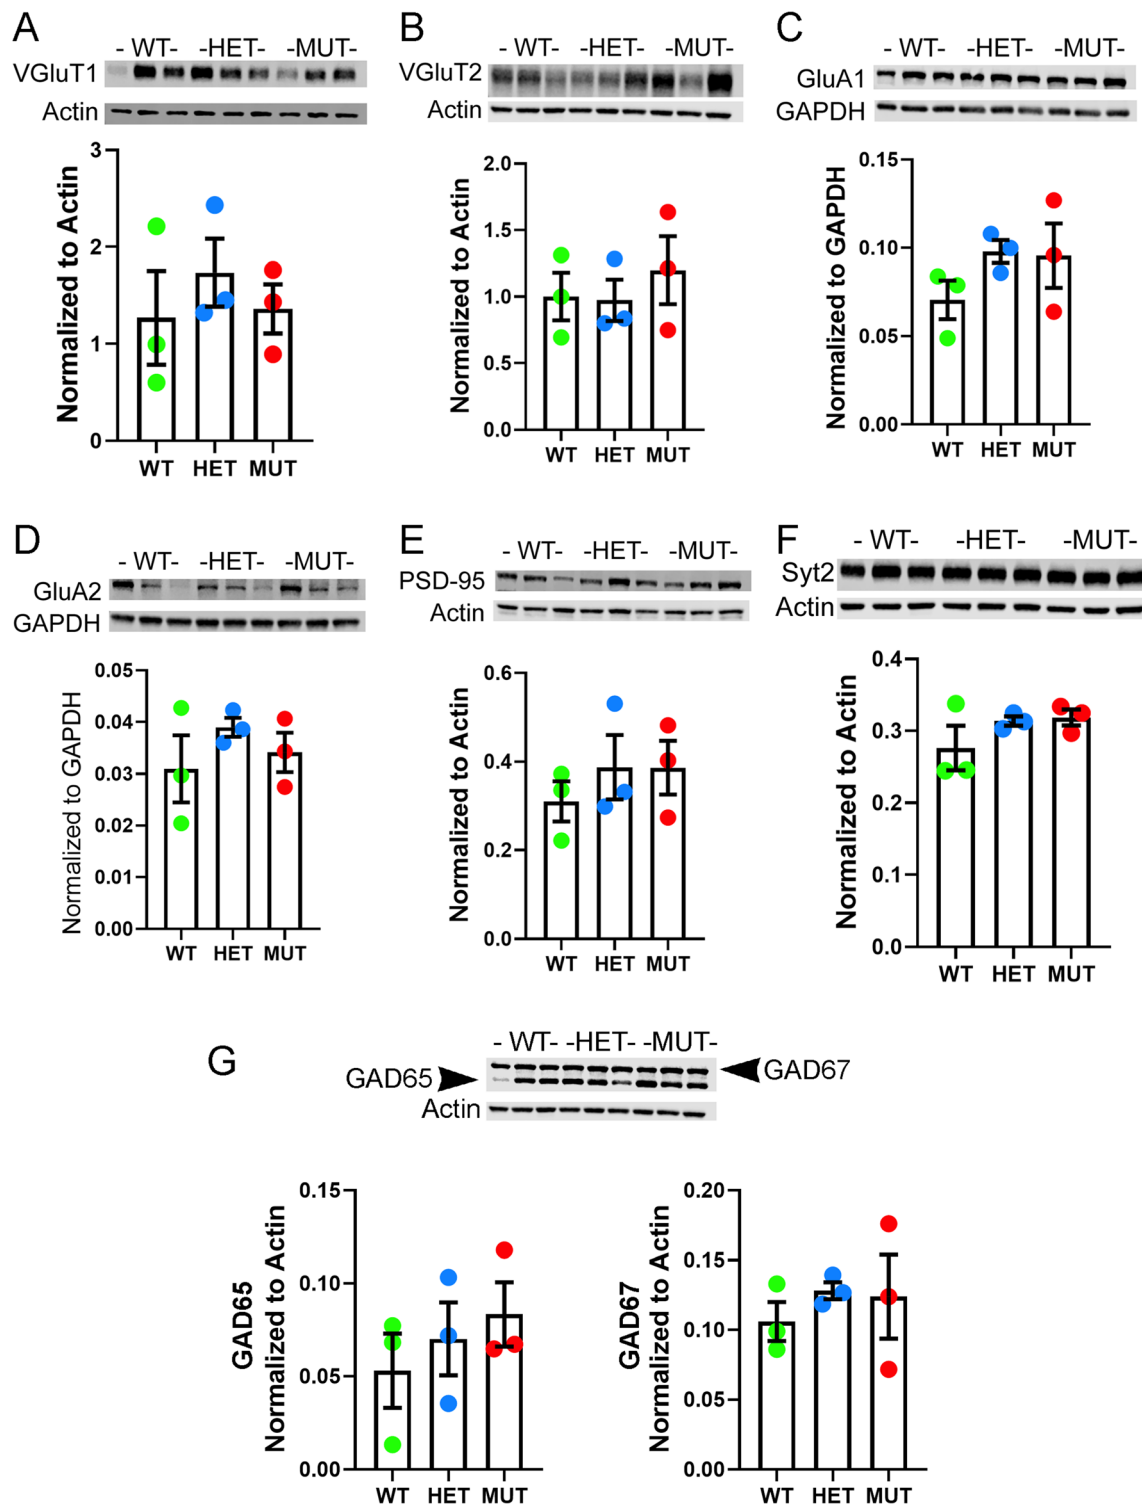 A
- WT- -HET- -MUT-
VGluT1
Actin
Normalized to Actin
3
2
1
0
WT HET MUT
B
- WT- -HET- -MUT-
VGluT2
Actin
Normalized to Actin
2.0
1.5
1.0
0.5
0.0
WT HET MUT
C
- WT- -HET- -MUT-
GluA1
GAPDH
Normalized to GAPDH
0.15
0.10
0.05
0.00
WT HET MUT
D
- WT- -HET- -MUT-
GluA2
GAPDH
Normalized to GAPDH
0.05
0.04
0.03
0.02
0.01
0.00
WT HET MUT
E
- WT- -HET- -MUT-
PSD-95
Actin
Normalized to Actin
0.6
0.4
0.2
0.0
WT HET MUT
F
- WT- -HET- -MUT-
Syt2
Actin
Normalized to Actin
0.4
0.3
0.2
0.1
0.0
WT HET MUT
G
- WT- -HET- -MUT-
GAD65
GAD67
Actin
GAD65
Normalized to Actin
0.15
0.10
0.05
0.00
WT HET MUT
GAD67
Normalized to Actin
0.20
0.15
0.10
0.05
0.00
WT HET MUT